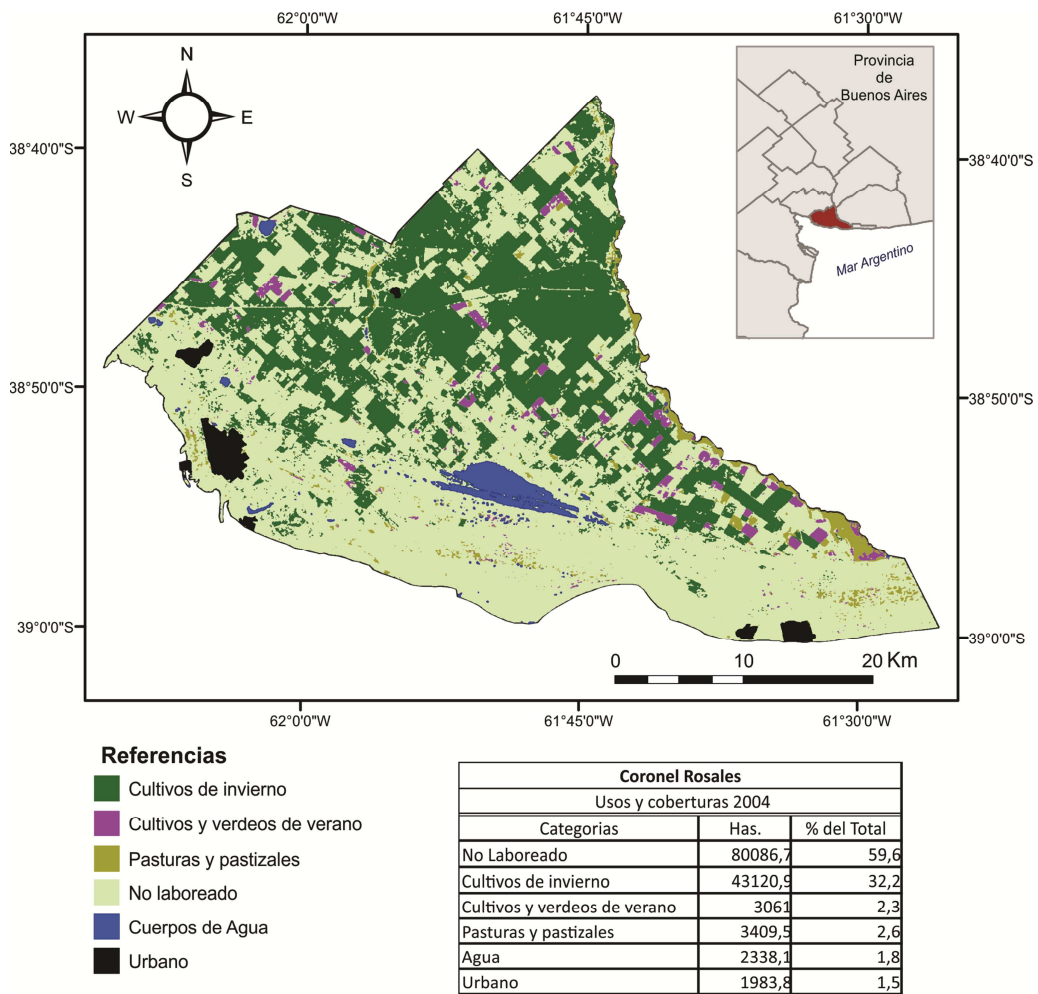 62°0'0"W 61°45'0"W 61°30'0"W
N
W E
S
Provincia
de
Buenos Aires
Mar Argentino
38°40'0"S 38°40'0"S
38°50'0"S 38°50'0"S
39°0'0"S 39°0'0"S
0 10 20 Km
62°0'0"W 61°45'0"W 61°30'0"W
Referencias
Cultivos de invierno
Cultivos y verdeos de verano
Pasturas y pastizales
No laboreado
Cuerpos de Agua
Urbano
Coronel Rosales
Usos y coberturas 2004
Categorias Has. % del Total
No Laboreado 80086,7 59,6
Cultivos de invierno 43120,9 32,2
Cultivos y verdeos de verano 3061 2,3
Pasturas y pastizales 3409,5 2,6
Agua 2338,1 1,8
Urbano 1983,8 1,5